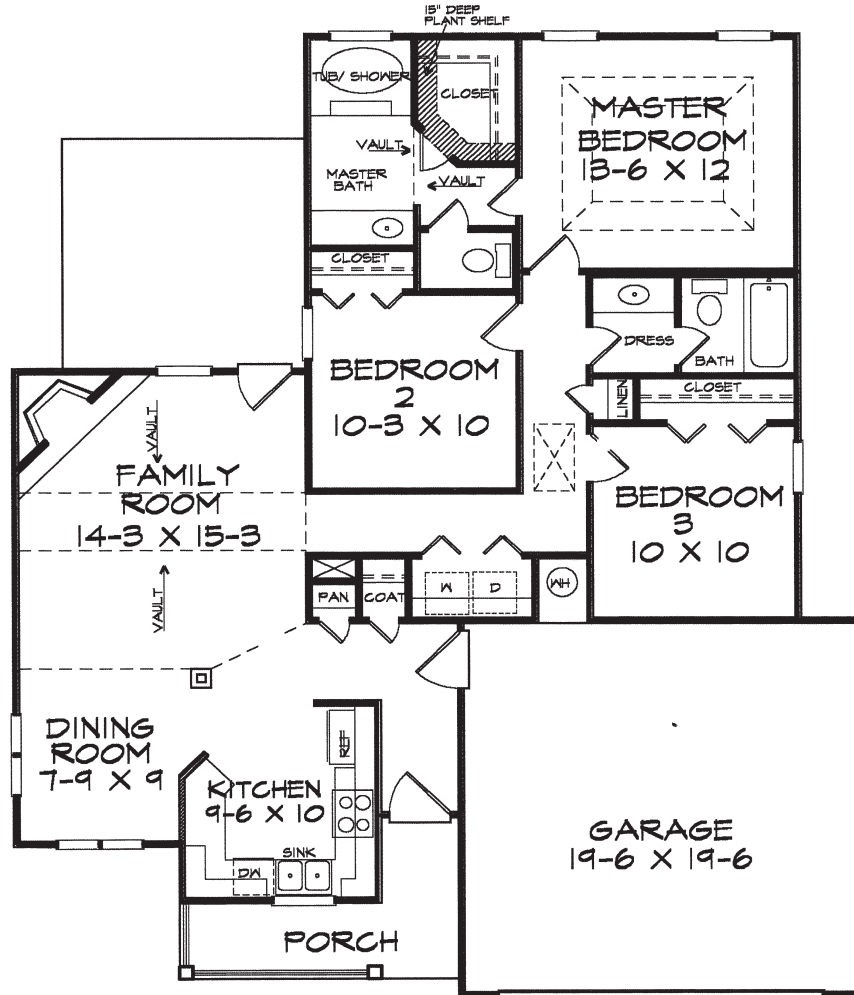 15" DEEP
PLANT SHELF
TUB/ SHOWER
CLOSET
MASTER
BEDROOM
13-6 X 12
VAULT
MASTER
BATH
VAULT
CLOSET
BEDROOM
2
10-3 X 10
DRESS
BATH
LINEN
CLOSET
VAULT
FAMILY
ROOM
14-3 X 15-3
BEDROOM
3
10 X 10
W
D
WH
PAN
COAT
VAULT
DINING
ROOM
7-9 X 9
REF
KITCHEN
9-6 X 10
SINK
DW
GARAGE
19-6 X 19-6
PORCH